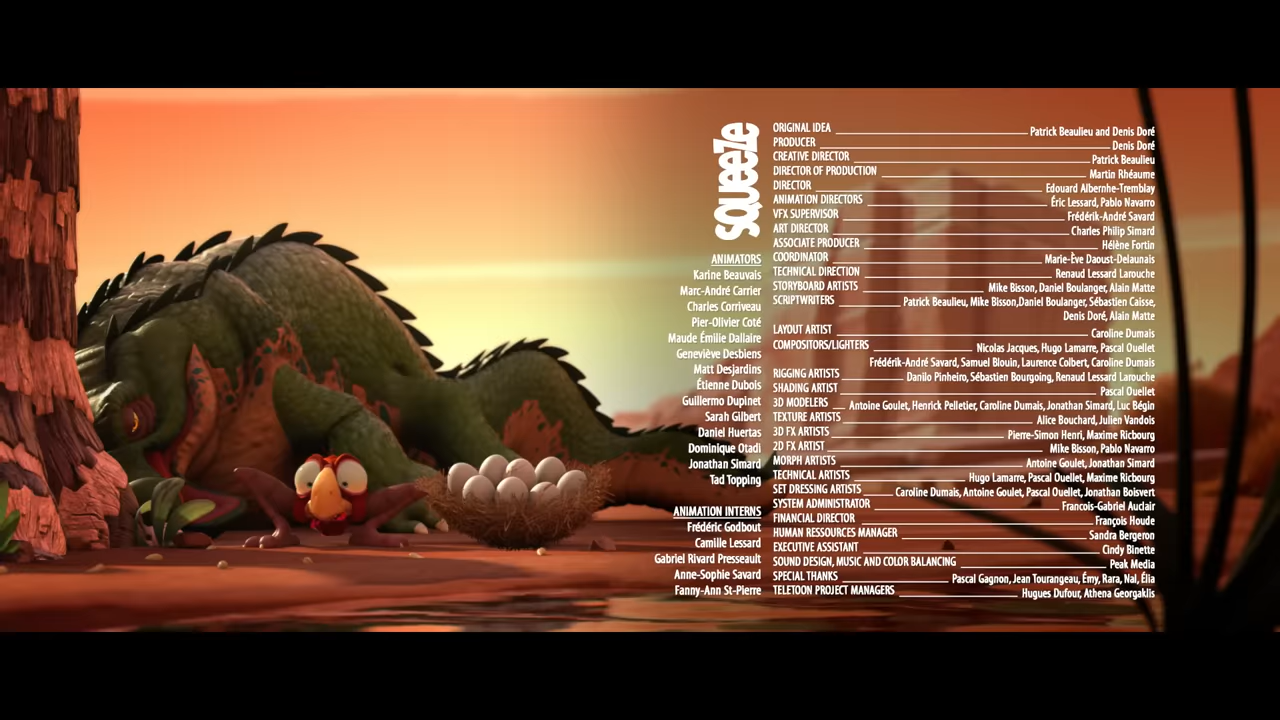 squeeze
ANIMATORS
Karine Beauvais
Marc-André Carrier
Charles Corriveau
Pier-Olivier Coté
Maude Émilie Dallaire
Geneviève Desbiens
Matt Desjardins
Étienne Dubois
Guillermo Dupinet
Sarah Gilbert
Daniel Huertas
Dominique Otadi
Jonathan Simard
Tad Topping
ANIMATION INTERNS
Frédéric Godbout
Camille Lessard
Gabriel Rivard Presseault
Anne-Sophie Savard
Fanny-Ann St-Pierre
ORIGINAL IDEA Patrick Beaulieu and Denis Doré
PRODUCER Denis Doré
CREATIVE DIRECTOR Patrick Beaulieu
DIRECTOR OF PRODUCTION Martin Rhéaume
DIRECTOR Edouard Albernhe-Tremblay
ANIMATION DIRECTORS Éric Lessard, Pablo Navarro
VFX SUPERVISOR Frédérik-André Savard
ART DIRECTOR Charles Philip Simard
ASSOCIATE PRODUCER Hélène Fortin
COORDINATOR Marie-Ève Daoust-Delaunais
TECHNICAL DIRECTION Renaud Lessard Larouche
STORYBOARD ARTISTS Mike Bisson, Daniel Boulanger, Alain Matte
SCRIPTWRITERS Patrick Beaulieu, Mike Bisson,Daniel Boulanger, Sébastien Caisse,
Denis Doré, Alain Matte
LAYOUT ARTIST Caroline Dumais
COMPOSITORS/LIGHTERS Nicolas Jacques, Hugo Lamarre, Pascal Ouellet
Frédérik-André Savard, Samuel Blouin, Laurence Colbert, Caroline Dumais
RIGGING ARTISTS Danilo Pinheiro, Sébastien Bourgoing, Renaud Lessard Larouche
SHADING ARTIST Pascal Ouellet
3D MODELERS Antoine Goulet, Henrick Pelletier, Caroline Dumais, Jonathan Simard, Luc Bégin
TEXTURE ARTISTS Alice Bouchard, Julien Vandois
3D FX ARTISTS Pierre-Simon Henri, Maxime Ricbourg
2D FX ARTIST Mike Bisson, Pablo Navarro
MORPH ARTISTS Antoine Goulet, Jonathan Simard
TECHNICAL ARTISTS Hugo Lamarre, Pascal Ouellet, Maxime Ricbourg
SET DRESSING ARTISTS Caroline Dumais, Antoine Goulet, Pascal Ouellet, Jonathan Boisvert
SYSTEM ADMINISTRATOR Francois-Gabriel Auclair
FINANCIAL DIRECTOR François Houde
HUMAN RESSOURCES MANAGER Sandra Bergeron
EXECUTIVE ASSISTANT Cindy Binette
SOUND DESIGN, MUSIC AND COLOR BALANCING Peak Media
SPECIAL THANKS Pascal Gagnon, Jean Tourangeau, Émy, Rara, Nal, Élia
TELETOON PROJECT MANAGERS Hugues Dufour, Athena Georgaklis